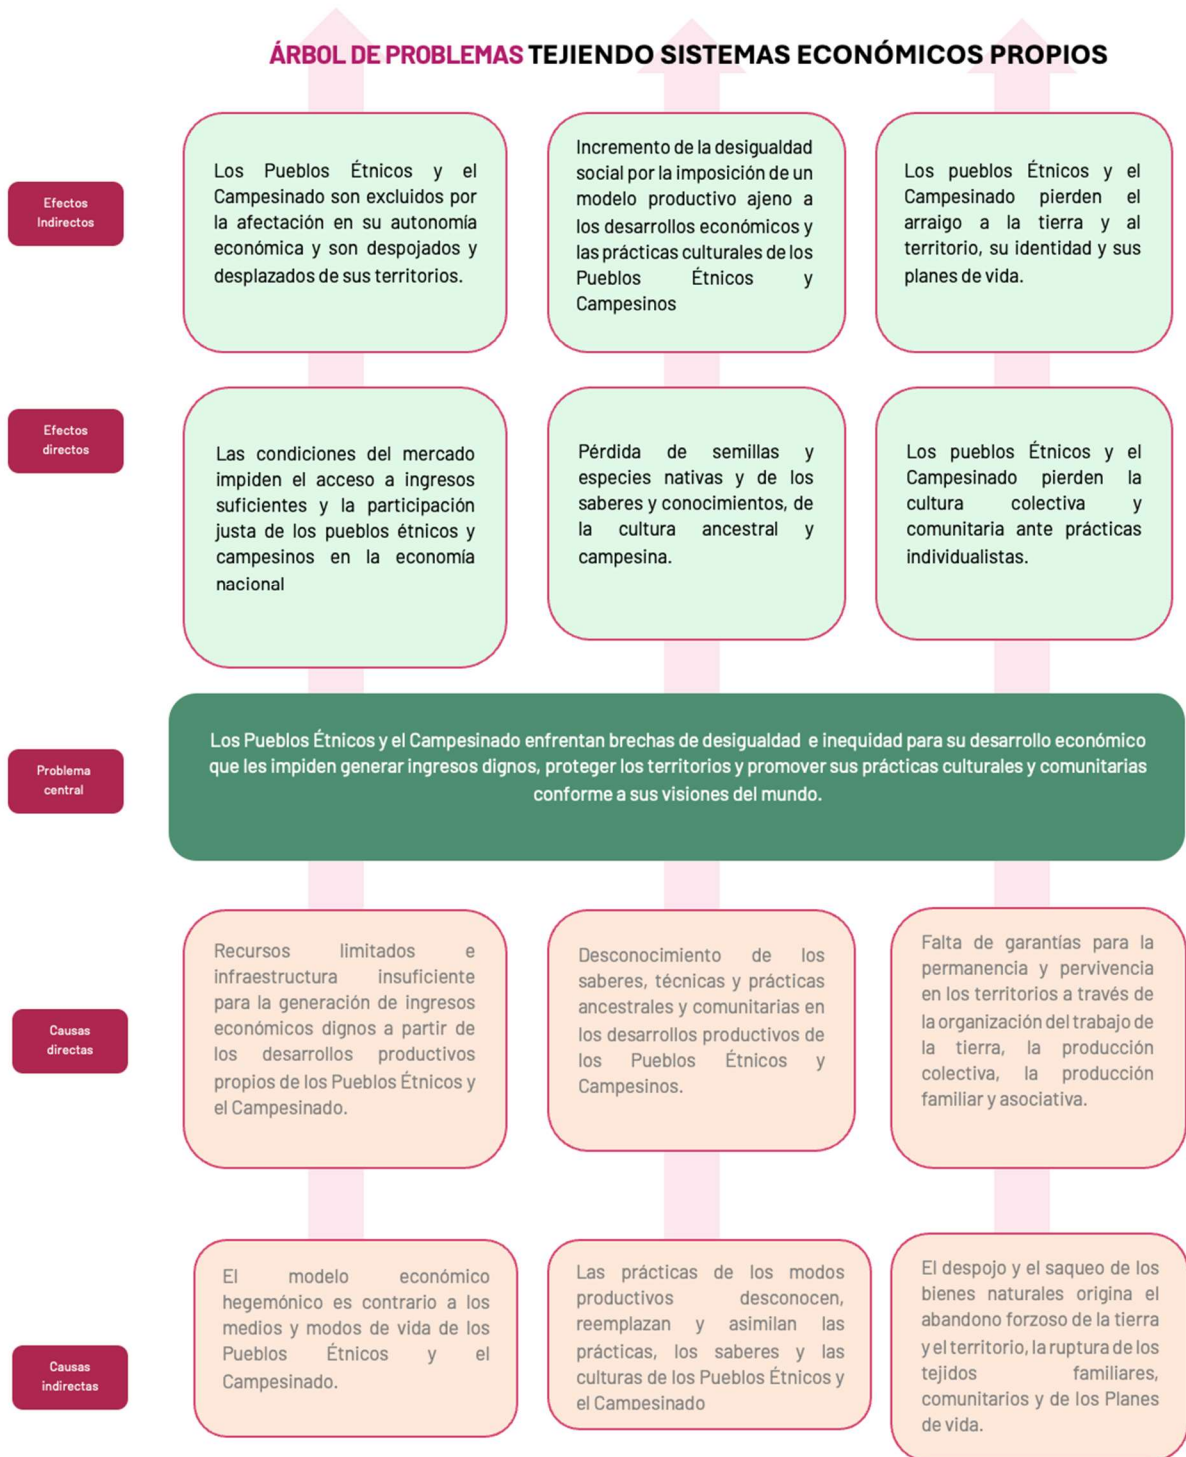 ÁRBOL DE PROBLEMAS TEJIENDO SISTEMAS ECONÓMICOS PROPIOS
Efectos
Indirectos
Los Pueblos Étnicos y el
Campesinado son excluidos por
la afectación en su autonomía
económica y son despojados y
desplazados de sus territorios.
Incremento de la desigualdad
social por la imposición de un
modelo productivo ajeno a
los desarrollos económicos y
las prácticas culturales de los
Pueblos Étnicos y
Campesinos
Los pueblos Étnicos y el
Campesinado pierden el
arraigo a la tierra y al
territorio, su identidad y sus
planes de vida.
Efectos
directos
Las condiciones del mercado
impiden el acceso a ingresos
suficientes y la participación
justa de los pueblos étnicos y
campesinos en la economía
nacional
Pérdida de semillas y
especies nativas y de los
saberes y conocimientos, de
la cultura ancestral y
campesina.
Los pueblos Étnicos y el
Campesinado pierden la
cultura colectiva y
comunitaria ante prácticas
individualistas.
Problema
central
Los Pueblos Étnicos y el Campesinado enfrentan brechas de desigualdad e inequidad para su desarrollo económico
que les impiden generar ingresos dignos, proteger los territorios y promover sus prácticas culturales y comunitarias
conforme a sus visiones del mundo.
Causas
directas
Recursos limitados e
infraestructura insuficiente
para la generación de ingresos
económicos dignos a partir de
los desarrollos productivos
propios de los Pueblos Étnicos y
el Campesinado.
Desconocimiento de los
saberes, técnicas y prácticas
ancestrales y comunitarias en
los desarrollos productivos de
los Pueblos Étnicos y
Campesinos.
Falta de garantías para la
permanencia y pervivencia
en los territorios a través de
la organización del trabajo de
la tierra, la producción
colectiva, la producción
familiar y asociativa.
Causas
indirectas
El modelo económico
hegemónico es contrario a los
medios y modos de vida de los
Pueblos Étnicos y el
Campesinado.
Las prácticas de los modos
productivos desconocen,
reemplazan y asimilan las
prácticas, los saberes y las
culturas de los Pueblos Étnicos y
el Campesinado
El despojo y el saqueo de los
bienes naturales origina el
abandono forzoso de la tierra
y el territorio, la ruptura de los
tejidos familiares,
comunitarios y de los Planes
de vida.